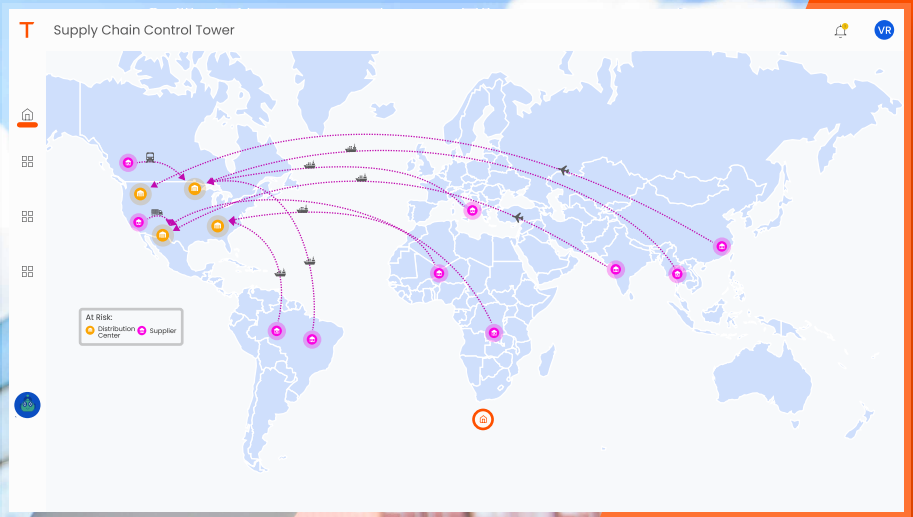 T
Supply Chain Control Tower
VR
At Risk:
Distribution
Center
Supplier